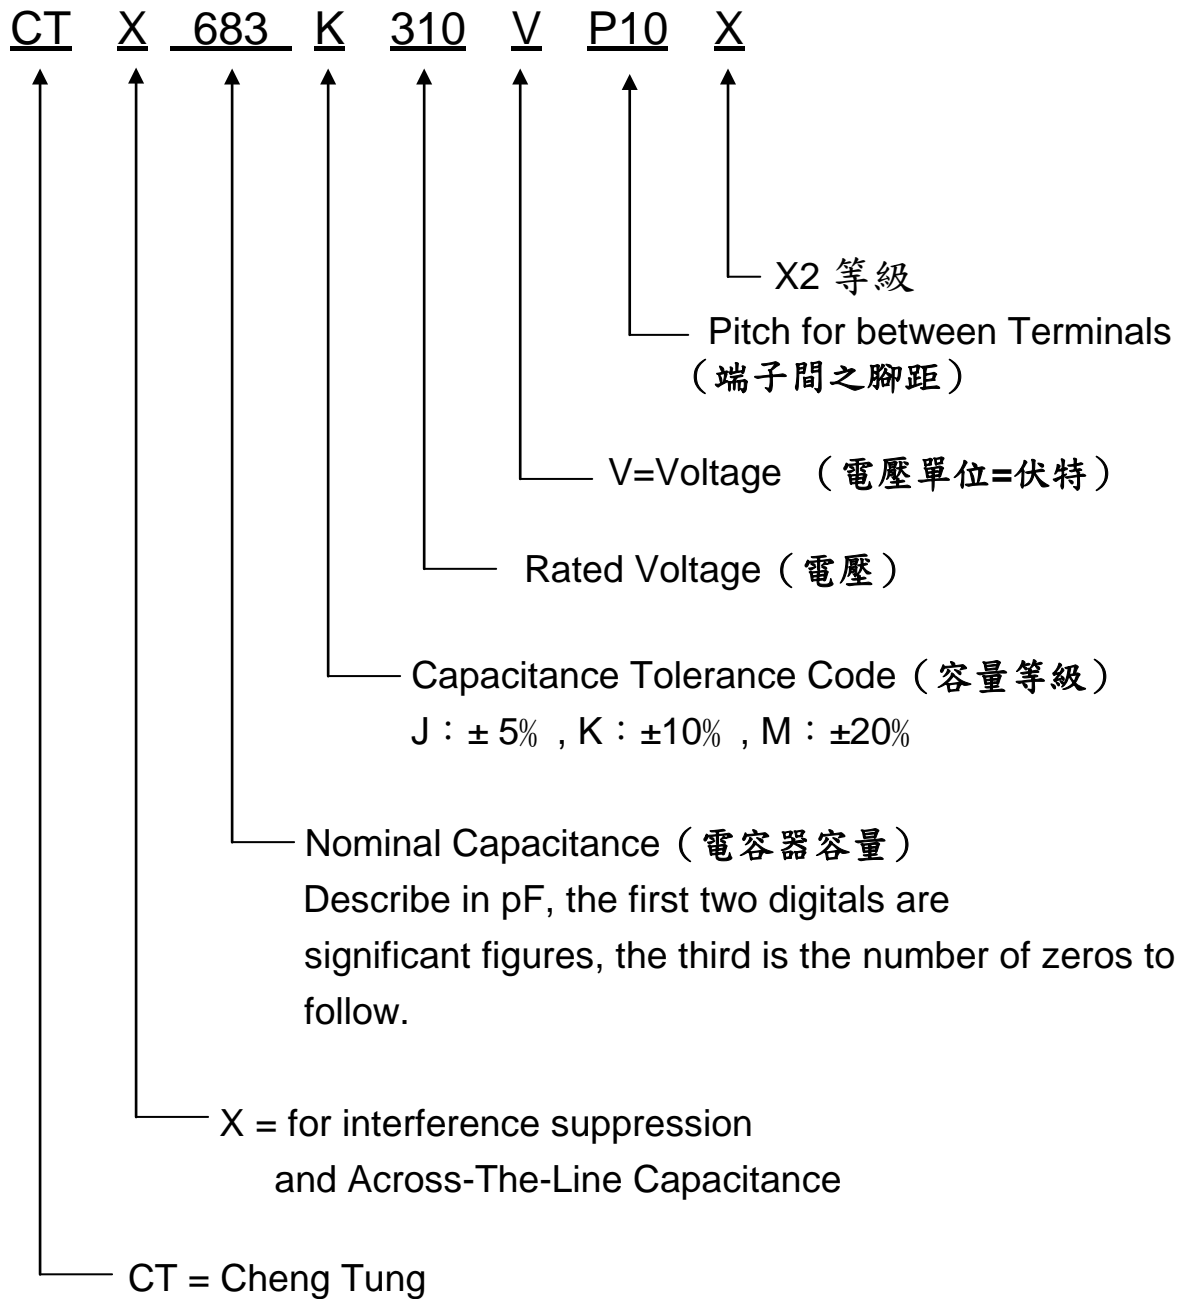 CT X 683 K 310 V P10 X
X2 等級
Pitch for between Terminals
（端子間之腳距）
V=Voltage （電壓單位=伏特）
Rated Voltage（電壓）
Capacitance Tolerance Code（容量等級）
J：± 5% , K：±10% , M：±20%
Nominal Capacitance（電容器容量）
Describe in pF, the first two digitals are
significant figures, the third is the number of zeros to
follow.
X = for interference suppression
and Across-The-Line Capacitance
CT = Cheng Tung